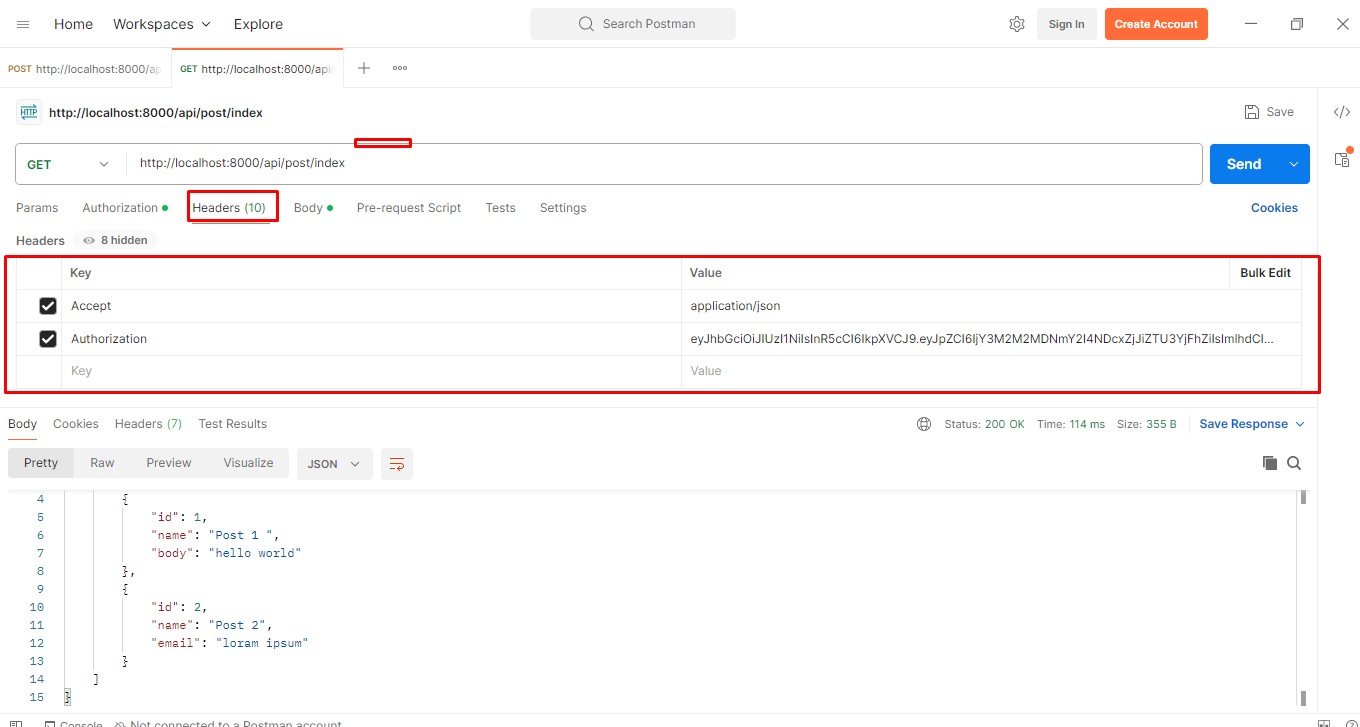 Home Workspaces Explore Search Postman Sign In Create Account
POST http://localhost:8000/ap GET http://localhost:8000/api
HTTP http://localhost:8000/api/post/index Save
GET http://localhost:8000/api/post/index Send
Params Authorization Headers (10) Body Pre-request Script Tests Settings Cookies
Headers 8 hidden
Key Value Bulk Edit
Accept application/json
Authorization
Key Value
Body Cookies Headers (7) Test Results Status: 200 OK Time: 114 ms Size: 355 B Save Response
Pretty Raw Preview Visualize JSON
4 {
5 "id": 1,
6 "name": "Post 1 ",
7 "body": "hello world"
8 },
9 {
10 "id": 2,
11 "name": "Post 2",
12 "email": "loram ipsum"
13 }
14 ]
15 }
Console Not connected to a Postman account